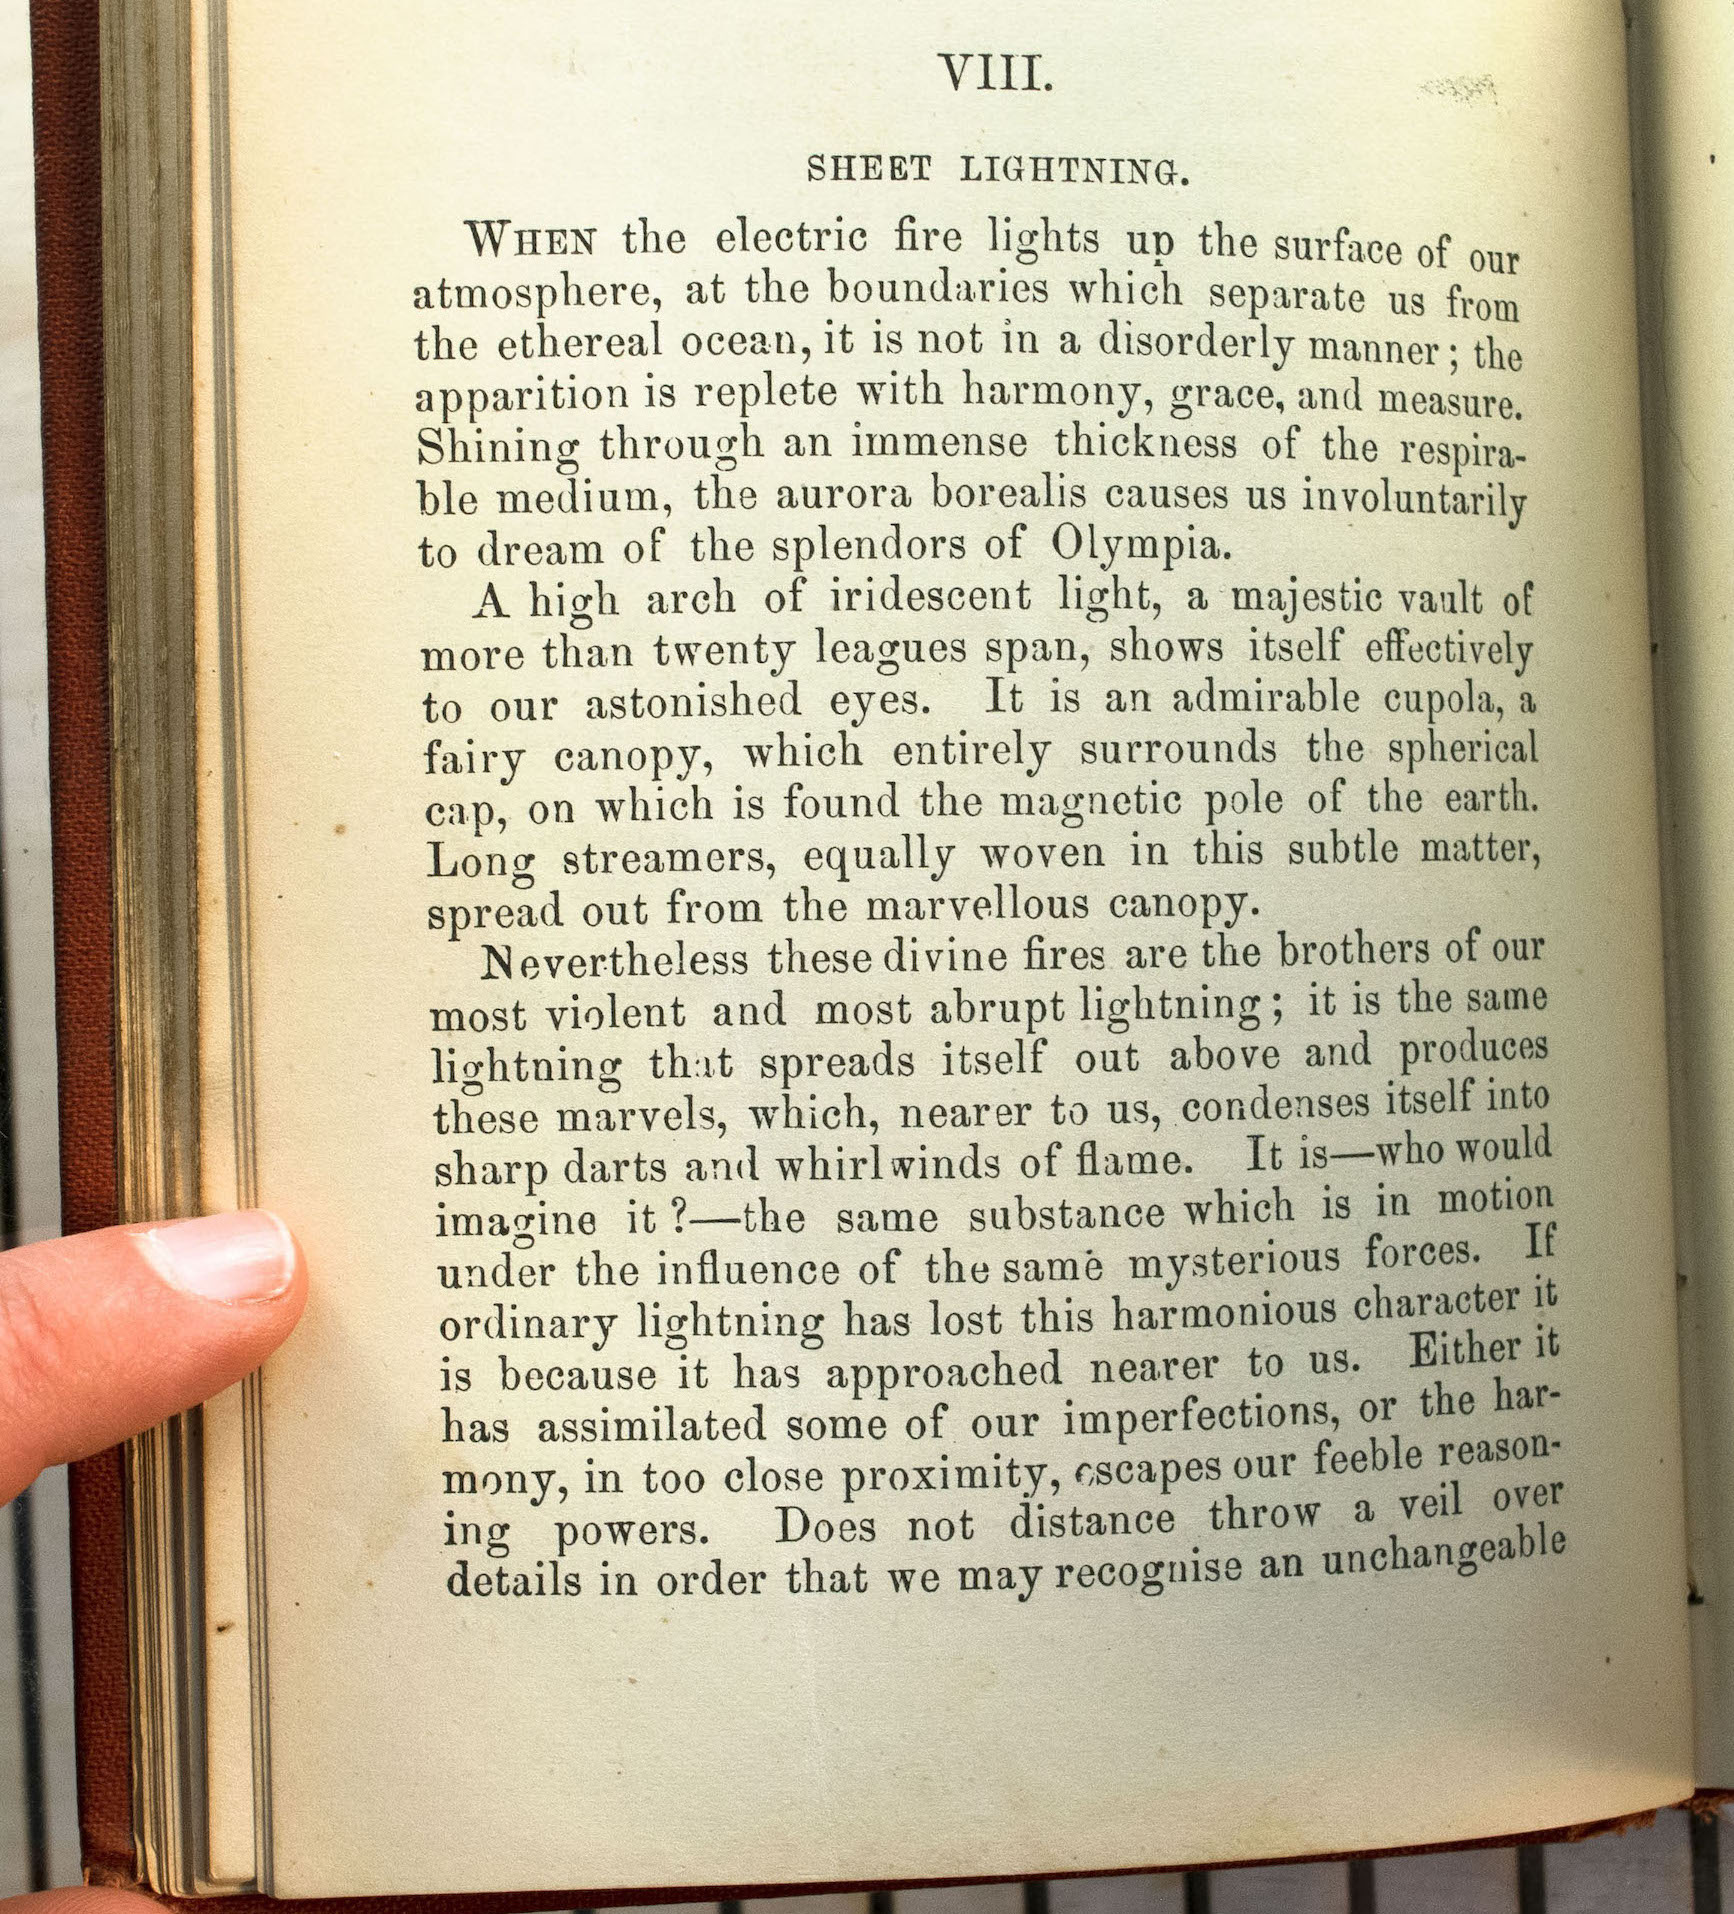 VIII.
SHEET LIGHTNING.
WHEN the electric fire lights up the surface of our
atmosphere, at the boundaries which separate us from
the ethereal ocean, it is not in a disorderly manner; the
apparition is replete with harmony, grace, and measure.
Shining through an immense thickness of the respira-
ble medium, the aurora borealis causes us involuntarily
to dream of the splendors of Olympia.
A high arch of iridescent light, a majestic vault of
more than twenty leagues span, shows itself effectively
to our astonished eyes. It is an admirable cupola, a
fairy canopy, which entirely surrounds the spherical
cap, on which is found the magnetic pole of the earth.
Long streamers, equally woven in this subtle matter,
spread out from the marvellous canopy.
Nevertheless these divine fires are the brothers of our
most violent and most abrupt lightning; it is the same
lightning that spreads itself out above and produces
these marvels, which, nearer to us, condenses itself into
sharp darts and whirlwinds of flame. It is—who would
imagine it?—the same substance which is in motion
under the influence of the same mysterious forces. If
ordinary lightning has lost this harmonious character it
is because it has approached nearer to us. Either it
has assimilated some of our imperfections, or the har-
mony, in too close proximity, escapes our feeble reason-
ing powers. Does not distance throw a veil over
details in order that we may recognise an unchangeable